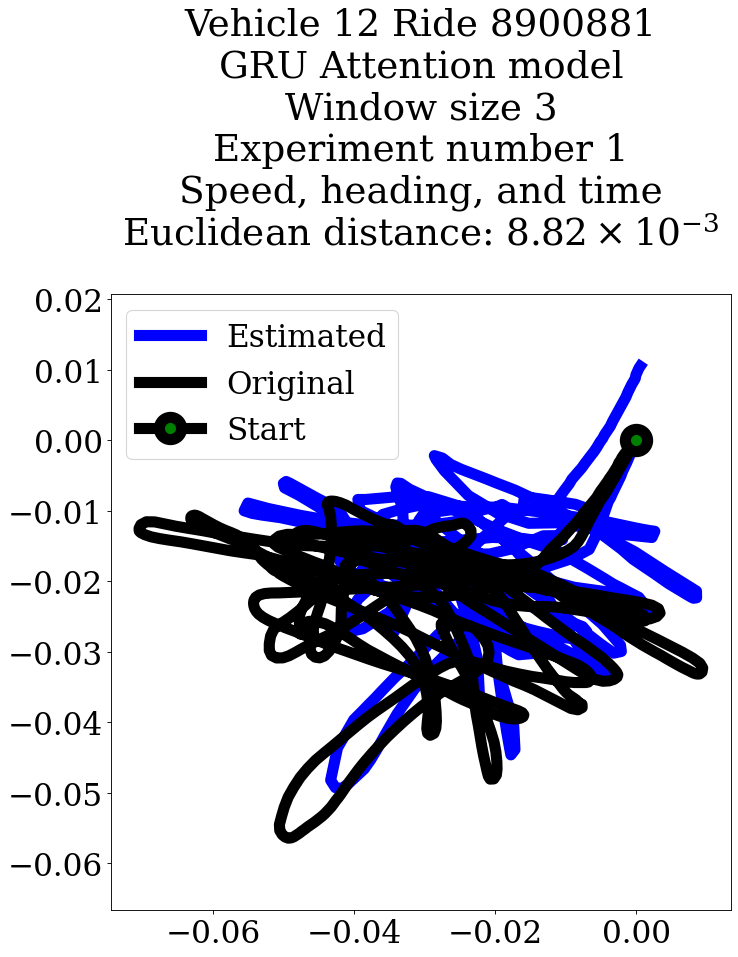 Vehicle 12 Ride 8900881
GRU Attention model
Window size 3
Experiment number 1
Speed, heading, and time
Euclidean distance: 8.82 × 10⁻³
0.02
0.01
0.00
−0.01
−0.02
−0.03
−0.04
−0.05
−0.06
Estimated
Original
Start
−0.06
−0.04
−0.02
0.00